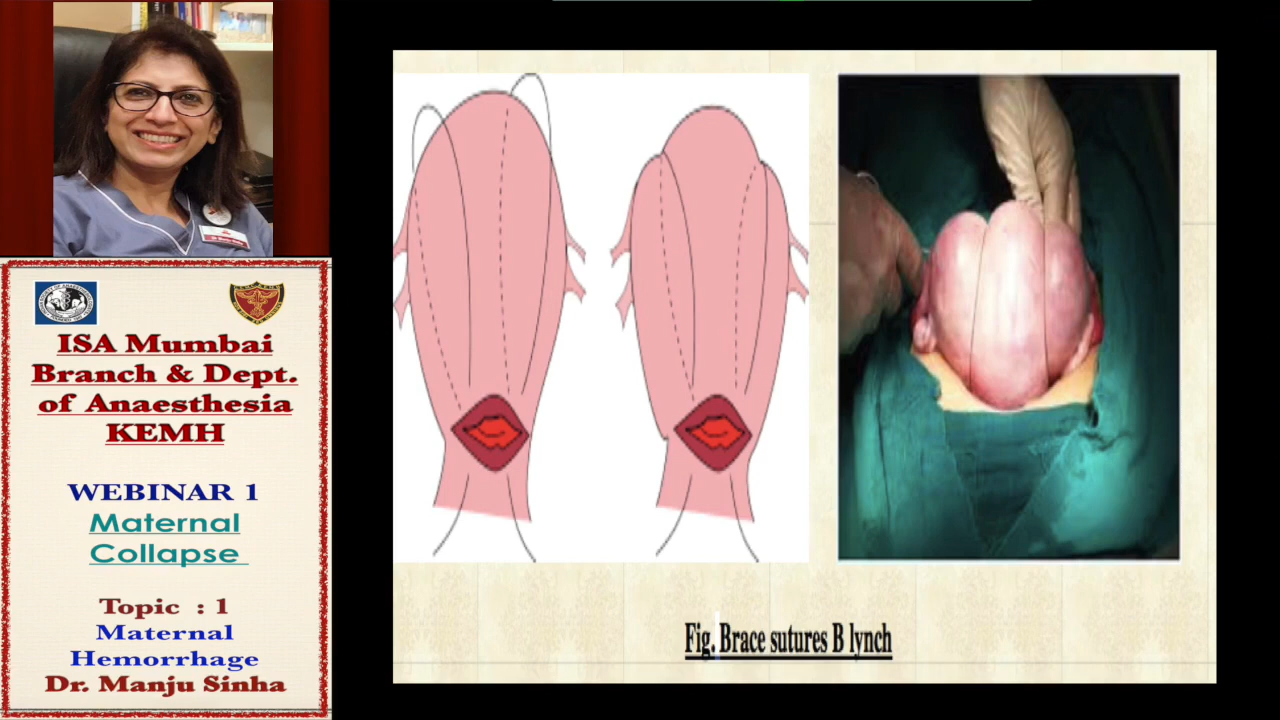 ISA Mumbai
Branch & Dept.
of Anaesthesia
KEMH
WEBINAR 1
Maternal
Collapse
Topic : 1
Maternal
Hemorrhage
Dr. Manju Sinha
Fig. Brace sutures B lynch